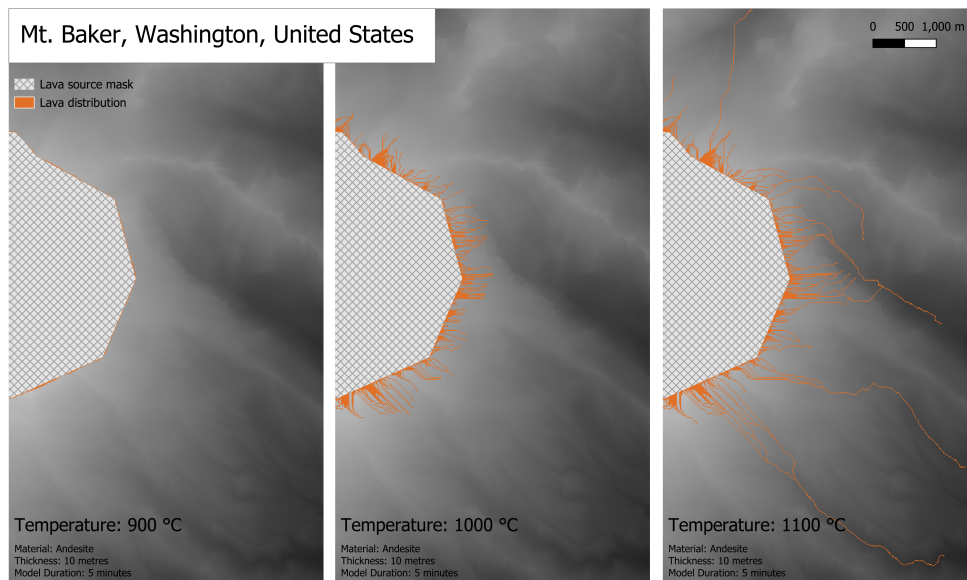 Mt. Baker, Washington, United States
0 500 1,000 m
Lava source mask
Lava distribution
Temperature: 900 °C
Material: Andesite
Thickness: 10 metres
Model Duration: 5 minutes
Temperature: 1000 °C
Material: Andesite
Thickness: 10 metres
Model Duration: 5 minutes
Temperature: 1100 °C
Material: Andesite
Thickness: 10 metres
Model Duration: 5 minutes